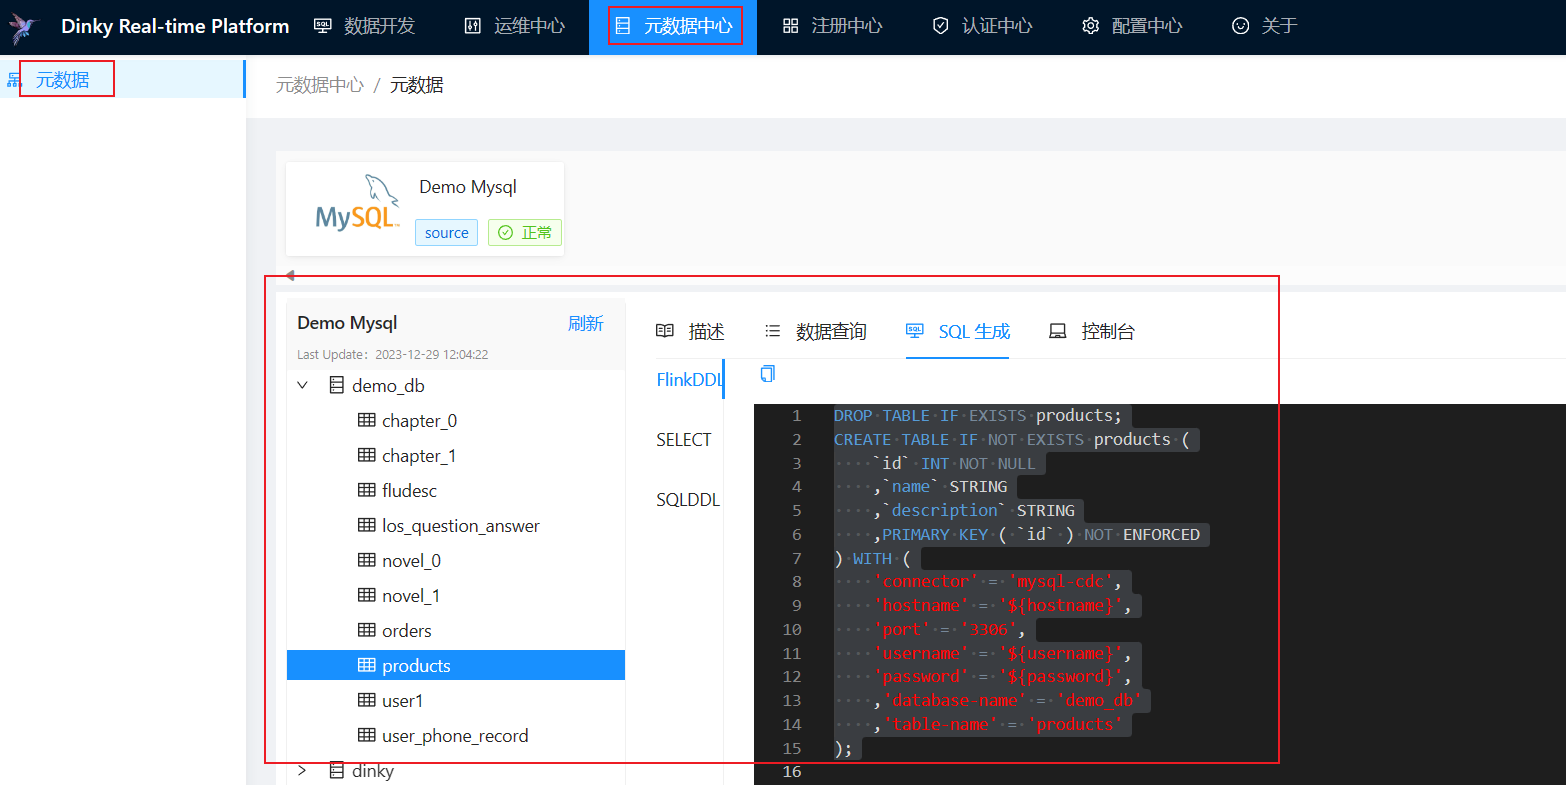 Dinky Real-time Platform 数据开发 运维中心 元数据中心 注册中心 认证中心 配置中心 关于
元数据
元数据中心 / 元数据
MySQL
Demo Mysql
source 正常
Demo Mysql 刷新
Last Update：2023-12-29 12:04:22
demo_db
chapter_0
chapter_1
fludesc
los_question_answer
novel_0
novel_1
orders
products
user1
user_phone_record
dinky
描述 数据查询 SQL 生成 控制台
FlinkDDL
SELECT
SQLDDL
1 DROP TABLE IF EXISTS products;
2 CREATE TABLE IF NOT EXISTS products (
3 `id` INT NOT NULL
4 ,`name` STRING
5 ,`description` STRING
6 ,PRIMARY KEY ( `id` ) NOT ENFORCED
7 ) WITH (
8 'connector' = 'mysql-cdc',
9 'hostname' = '${hostname}',
10 'port' = '3306',
11 'username' = '${username}',
12 'password' = '${password}',
13 ,'database-name' = 'demo_db'
14 ,'table-name' = 'products'
15 );
16